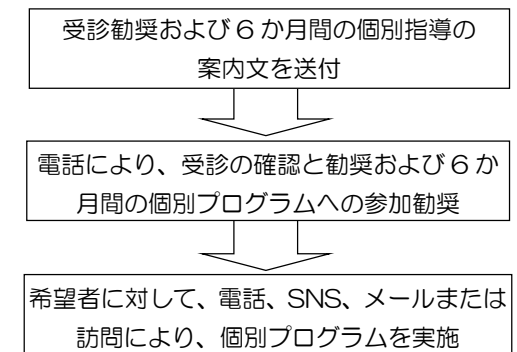 受診勧奨および６か月間の個別指導の
案内文を送付
電話により、受診の確認と勧奨および６か
月間の個別プログラムへの参加勧奨
希望者に対して、電話、SNS、メールまたは
訪問により、個別プログラムを実施